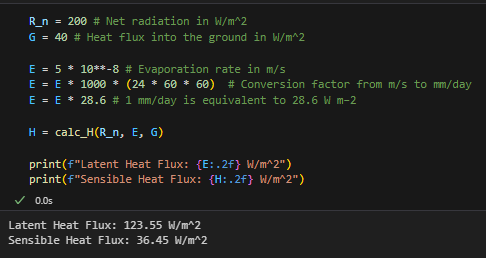 R_n = 200 # Net radiation in W/m^2
G = 40 # Heat flux into the ground in W/m^2
E = 5 * 10**-8 # Evaporation rate in m/s
E = E * 1000 * (24 * 60 * 60)  # Conversion factor from m/s to mm/day
E = E * 28.6 # 1 mm/day is equivalent to 28.6 W m-2
H = calc_H(R_n, E, G)
print(f"Latent Heat Flux: {E:.2f} W/m^2")
print(f"Sensible Heat Flux: {H:.2f} W/m^2")
✓ 0.0s
Latent Heat Flux: 123.55 W/m^2
Sensible Heat Flux: 36.45 W/m^2